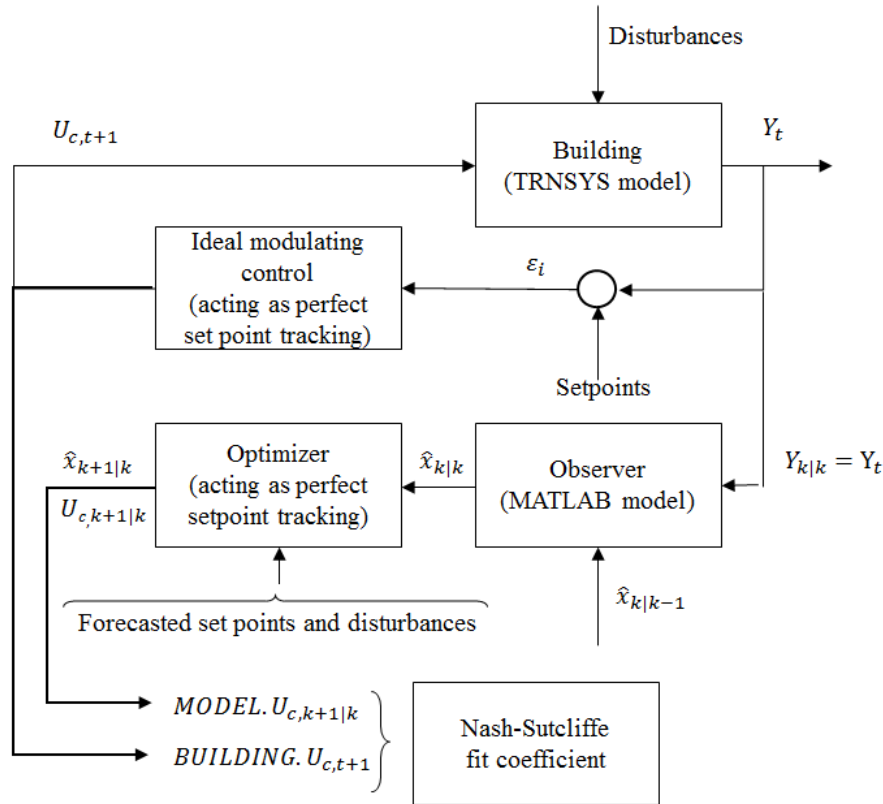 Disturbances
U_{c,t+1}
Y_t
Building
(TRNSYS model)
Ideal modulating
control
(acting as perfect
set point tracking)
ε_i
Setpoints
x̂_{k+1|k}
U_{c,k+1|k}
Optimizer
(acting as perfect
setpoint tracking)
x̂_{k|k}
Observer
(MATLAB model)
Y_{k|k} = Y_t
x̂_{k|k−1}
Forecasted set points and disturbances
MODEL.U_{c,k+1|k}
BUILDING.U_{c,t+1}
Nash-Sutcliffe
fit coefficient